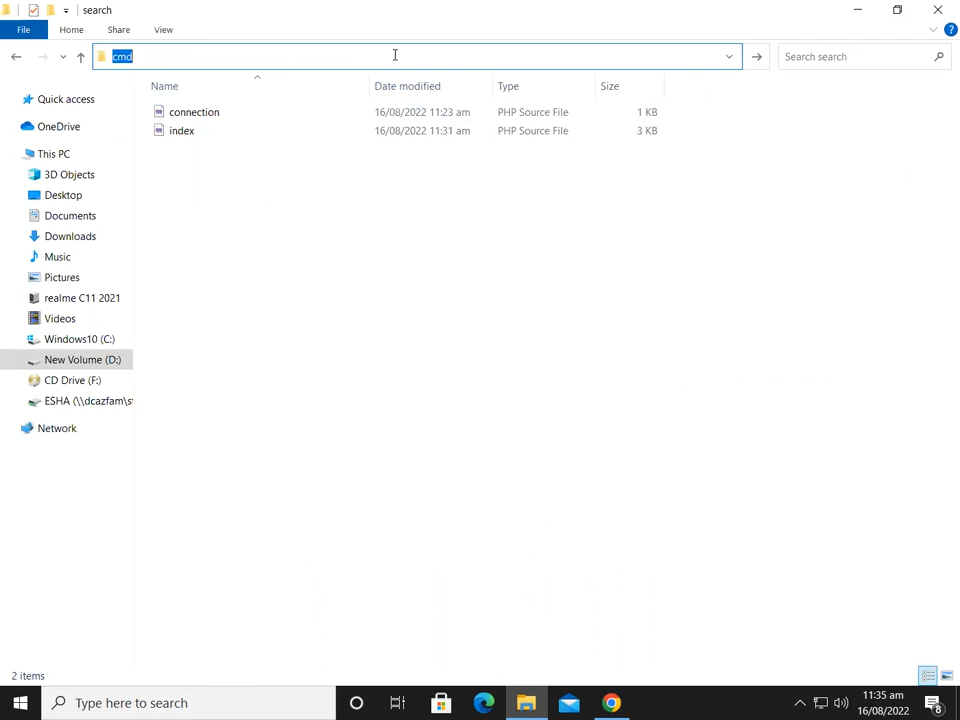 search
File Home Share View
cmd
Search search
Name Date modified Type Size
connection 16/08/2022 11:23 am PHP Source File 1 KB
index 16/08/2022 11:31 am PHP Source File 3 KB
Quick access
OneDrive
This PC
3D Objects
Desktop
Documents
Downloads
Music
Pictures
realme C11 2021
Videos
Windows10 (C:)
New Volume (D:)
CD Drive (F:)
ESHA (\\dcazfam\st
Network
2 items
Type here to search
11:35 am
16/08/2022
8